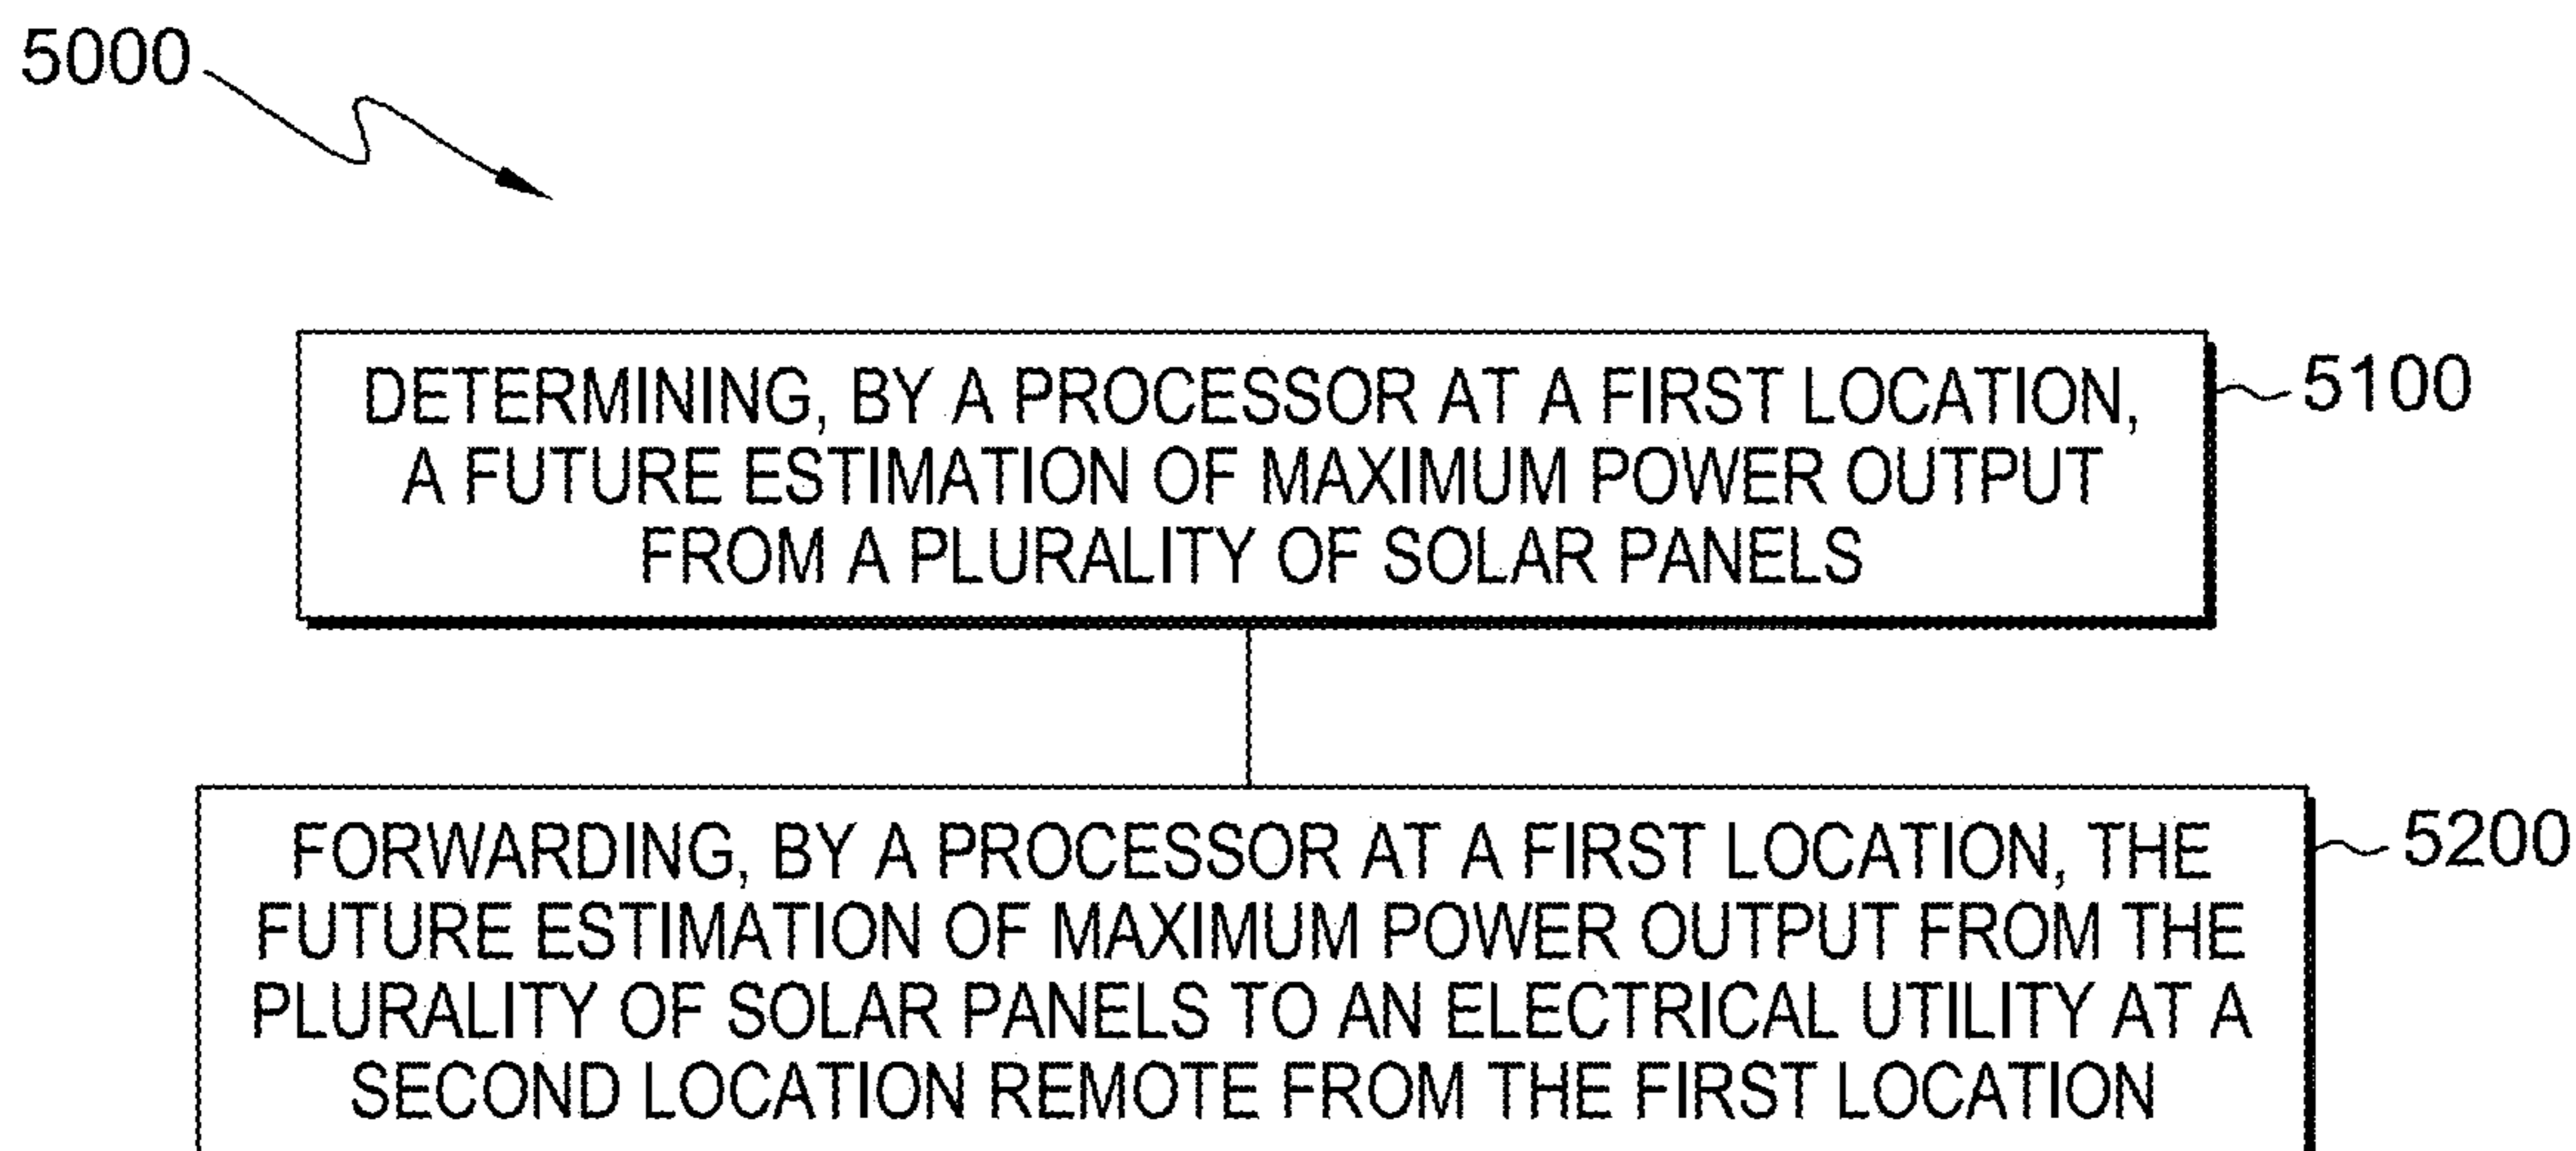 5000
DETERMINING, BY A PROCESSOR AT A FIRST LOCATION,
A FUTURE ESTIMATION OF MAXIMUM POWER OUTPUT
FROM A PLURALITY OF SOLAR PANELS
5100
FORWARDING, BY A PROCESSOR AT A FIRST LOCATION, THE
FUTURE ESTIMATION OF MAXIMUM POWER OUTPUT FROM THE
PLURALITY OF SOLAR PANELS TO AN ELECTRICAL UTILITY AT A
SECOND LOCATION REMOTE FROM THE FIRST LOCATION
5200